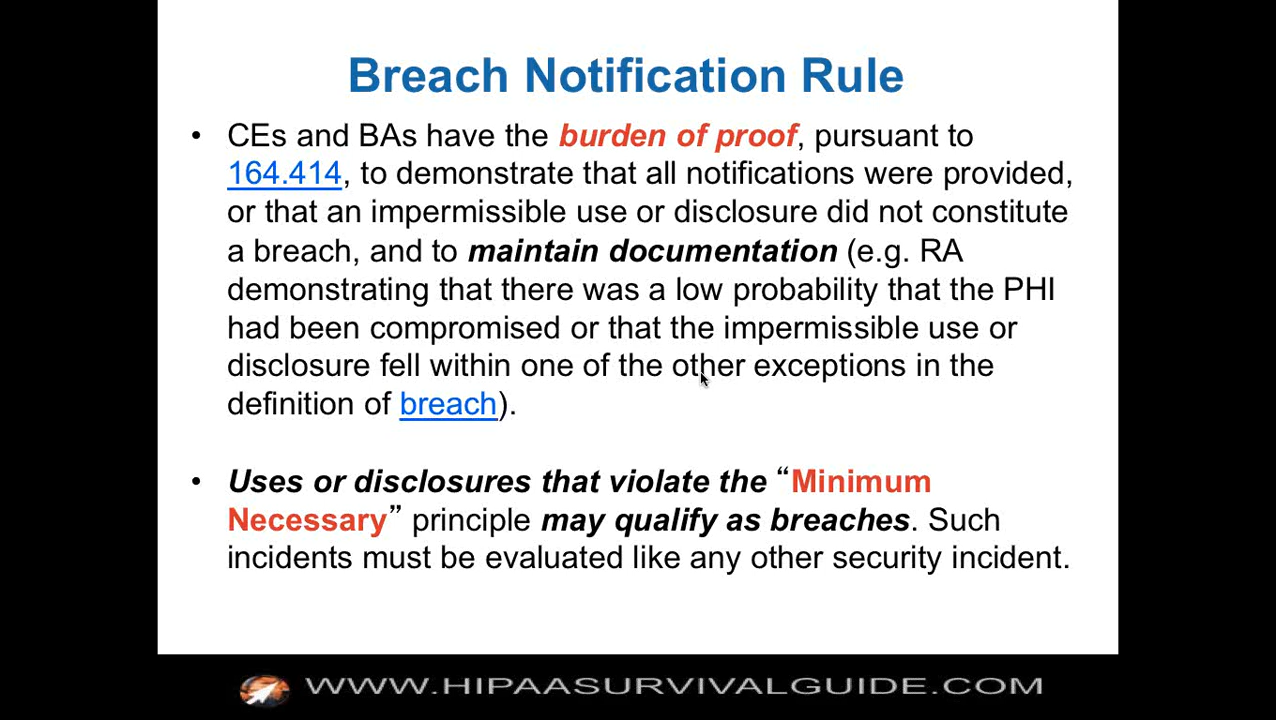 Breach Notification Rule
• CEs and BAs have the burden of proof, pursuant to
164.414, to demonstrate that all notifications were provided,
or that an impermissible use or disclosure did not constitute
a breach, and to maintain documentation (e.g. RA
demonstrating that there was a low probability that the PHI
had been compromised or that the impermissible use or
disclosure fell within one of the other exceptions in the
definition of breach).
• Uses or disclosures that violate the “Minimum
Necessary” principle may qualify as breaches. Such
incidents must be evaluated like any other security incident.
WWW.HIPAASURVIVALGUIDE.COM